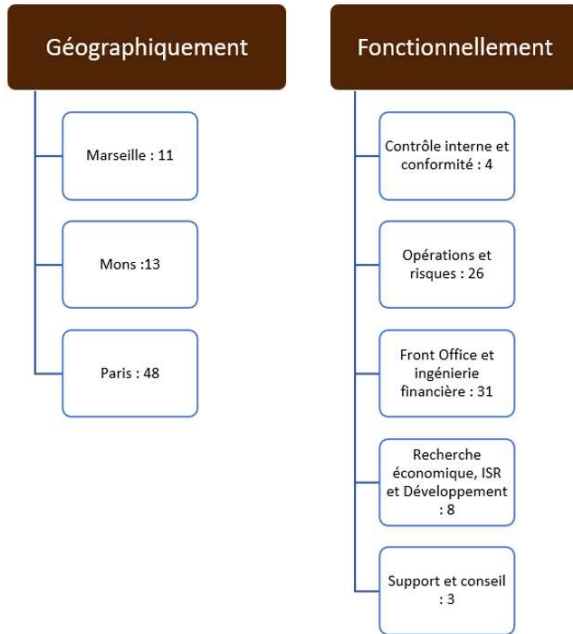 Géographiquement
Marseille : 11
Mons :13
Paris : 48
Fonctionnellement
Contrôle interne et
conformité : 4
Opérations et
risques : 26
Front Office et
ingénierie
financière : 31
Recherche
économique, ISR
et Développement
: 8
Support et conseil
: 3